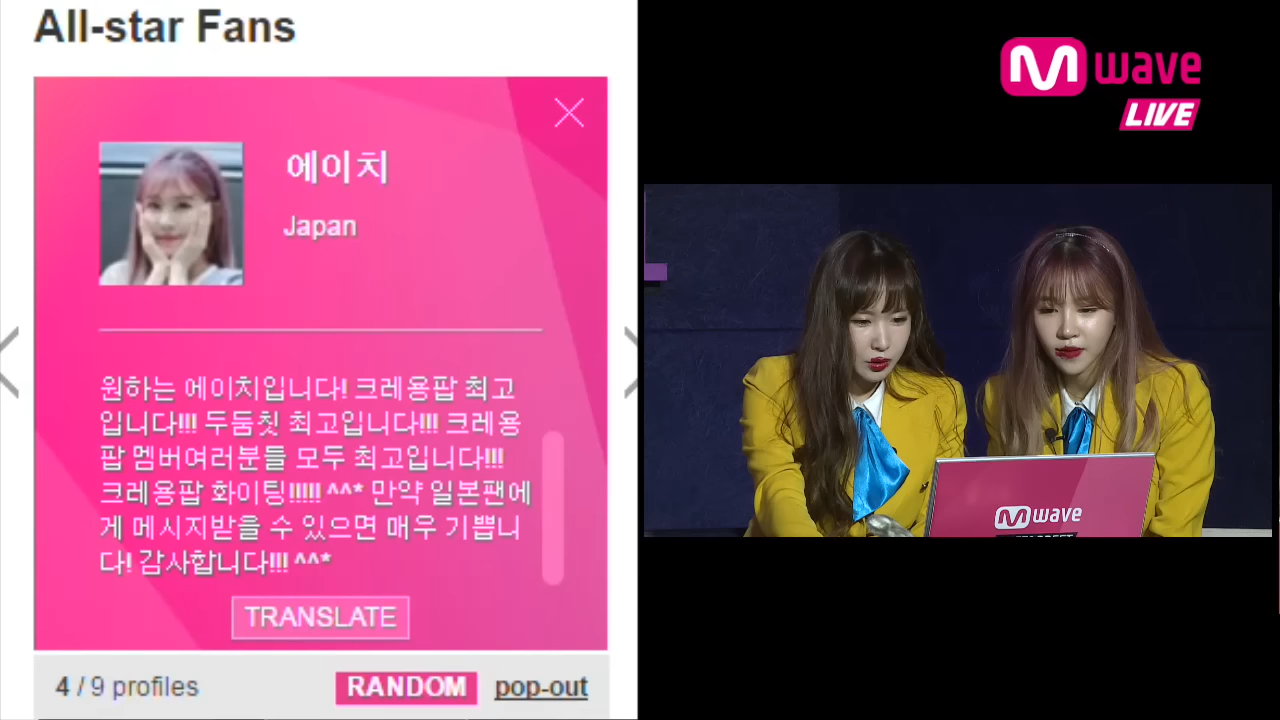 All-star Fans
에이치
Japan
원하는 에이치입니다! 크레용팝 최고
입니다!!! 두둠칫 최고입니다!!! 크레용
팝 멤버여러분들 모두 최고입니다!!!
크레용팝 화이팅!!!!! ^^* 만약 일본팬에
게 메시지받을 수 있으면 매우 기쁩니
다! 감사합니다!!! ^^*
TRANSLATE
4 / 9 profiles
RANDOM
pop-out
M wave
LIVE
M wave